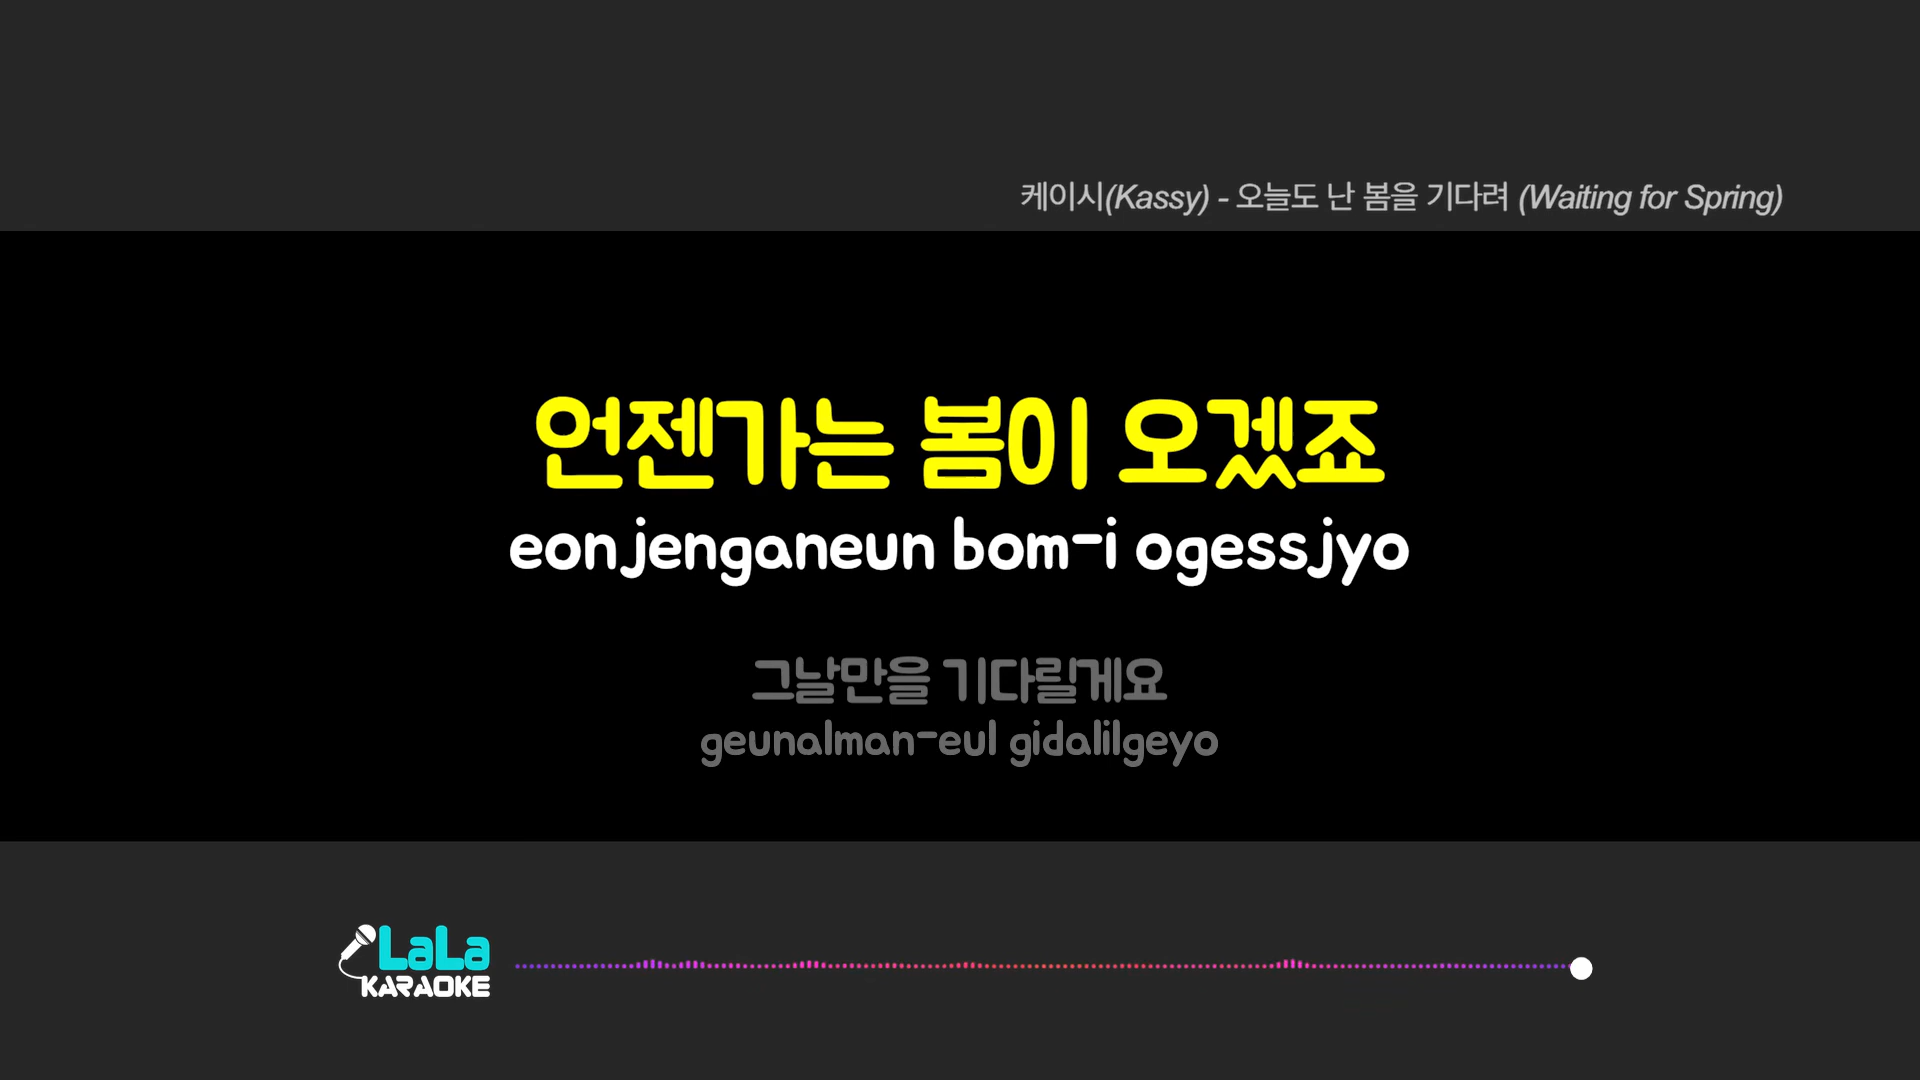 케이시(Kassy) - 오늘도 난 봄을 기다려 (Waiting for Spring)
언젠가는 봄이 오겠죠
eonjenganeun bom-i ogessjyo
그날만을 기다릴게요
geunalman-eul gidalilgeyo
LaLa
KARAOKE